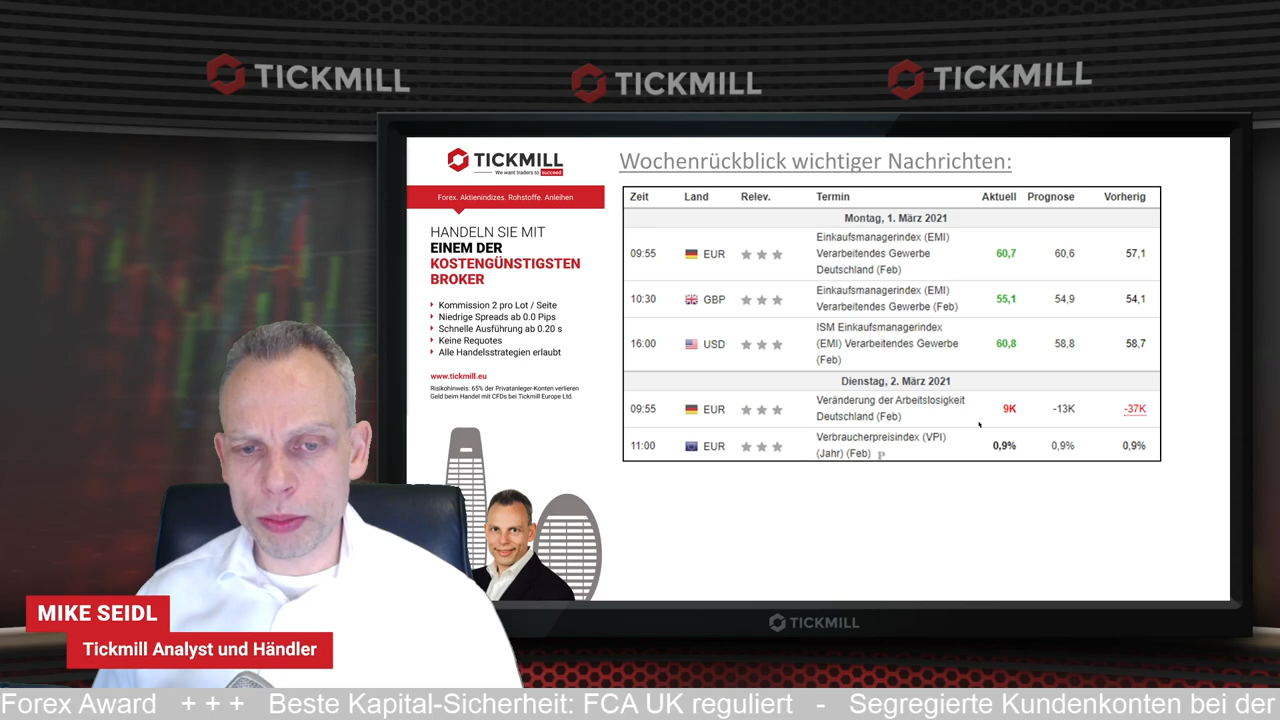 TICKMILL
TICKMILL
TICKMILL
TICKMILL
We want traders to succeed
Forex. Aktienindizes. Rohstoffe. Anleihen
HANDELN SIE MIT
EINEM DER
KOSTENGÜNSTIGSTEN
BROKER
Kommission 2 pro Lot / Seite
Niedrige Spreads ab 0.0 Pips
Schnelle Ausführung ab 0.20 s
Keine Requotes
Alle Handelsstrategien erlaubt
www.tickmill.eu
Risikohinweis: 65% der Privatanleger-Konten verlieren
Geld beim Handel mit CFDs bei Tickmill Europe Ltd.
Wochenrückblick wichtiger Nachrichten:
Zeit Land Relev. Termin Aktuell Prognose Vorherig
Montag, 1. März 2021
09:55 EUR Einkaufsmanagerindex (EMI) Verarbeitendes Gewerbe Deutschland (Feb) 60,7 60,6 57,1
10:30 GBP Einkaufsmanagerindex (EMI) Verarbeitendes Gewerbe (Feb) 55,1 54,9 54,1
16:00 USD ISM Einkaufsmanagerindex (EMI) Verarbeitendes Gewerbe (Feb) 60,8 58,8 58,7
Dienstag, 2. März 2021
09:55 EUR Veränderung der Arbeitslosigkeit Deutschland (Feb) 9K -13K -37K
11:00 EUR Verbraucherpreisindex (VPI) (Jahr) (Feb) P 0,9% 0,9% 0,9%
TICKMILL
MIKE SEIDL
Tickmill Analyst und Händler
Forex Award +++ Beste Kapital-Sicherheit: FCA UK reguliert - Segregierte Kundenkonten bei der